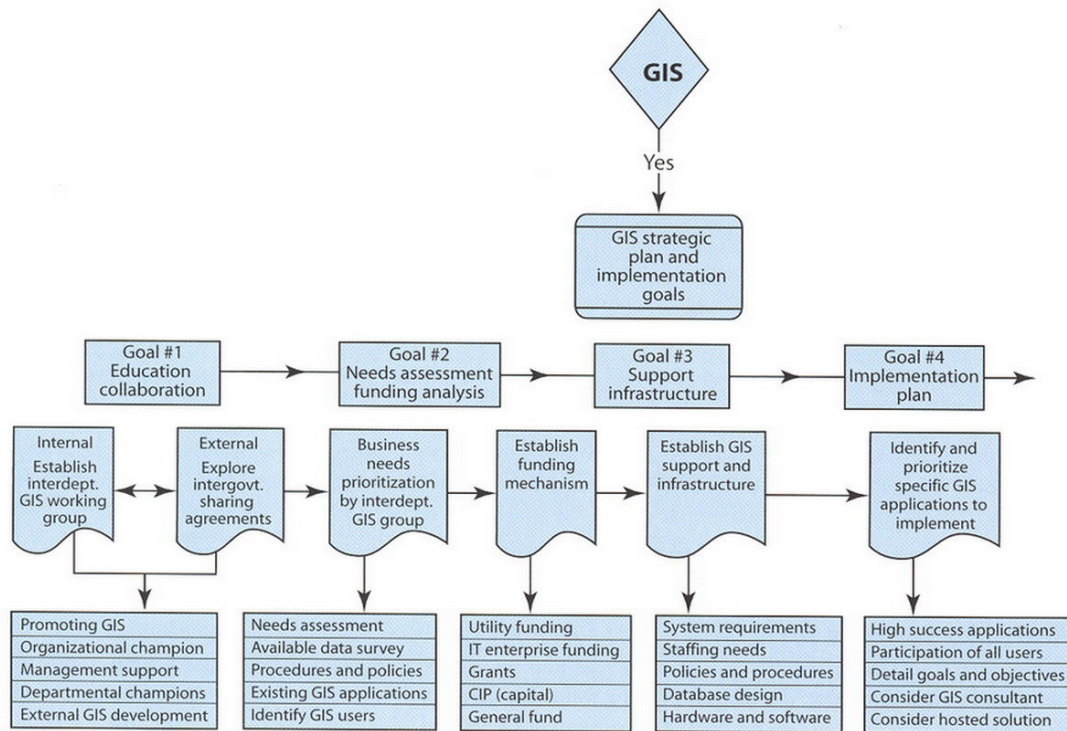 GIS
Yes
GIS strategic
plan and
implementation
goals
Goal #1
Education
collaboration
Goal #2
Needs assessment
funding analysis
Goal #3
Support
infrastructure
Goal #4
Implementation
plan
Internal
Establish
interdept.
GIS working
group
External
Explore
intergovt.
sharing
agreements
Business
needs
prioritization
by interdept.
GIS group
Establish
funding
mechanism
Establish GIS
support and
infrastructure
Identify and
prioritize
specific GIS
applications to
implement
Promoting GIS
Organizational champion
Management support
Departmental champions
External GIS development
Needs assessment
Available data survey
Procedures and policies
Existing GIS applications
Identify GIS users
Utility funding
IT enterprise funding
Grants
CIP (capital)
General fund
System requirements
Staffing needs
Policies and procedures
Database design
Hardware and software
High success applications
Participation of all users
Detail goals and objectives
Consider GIS consultant
Consider hosted solution